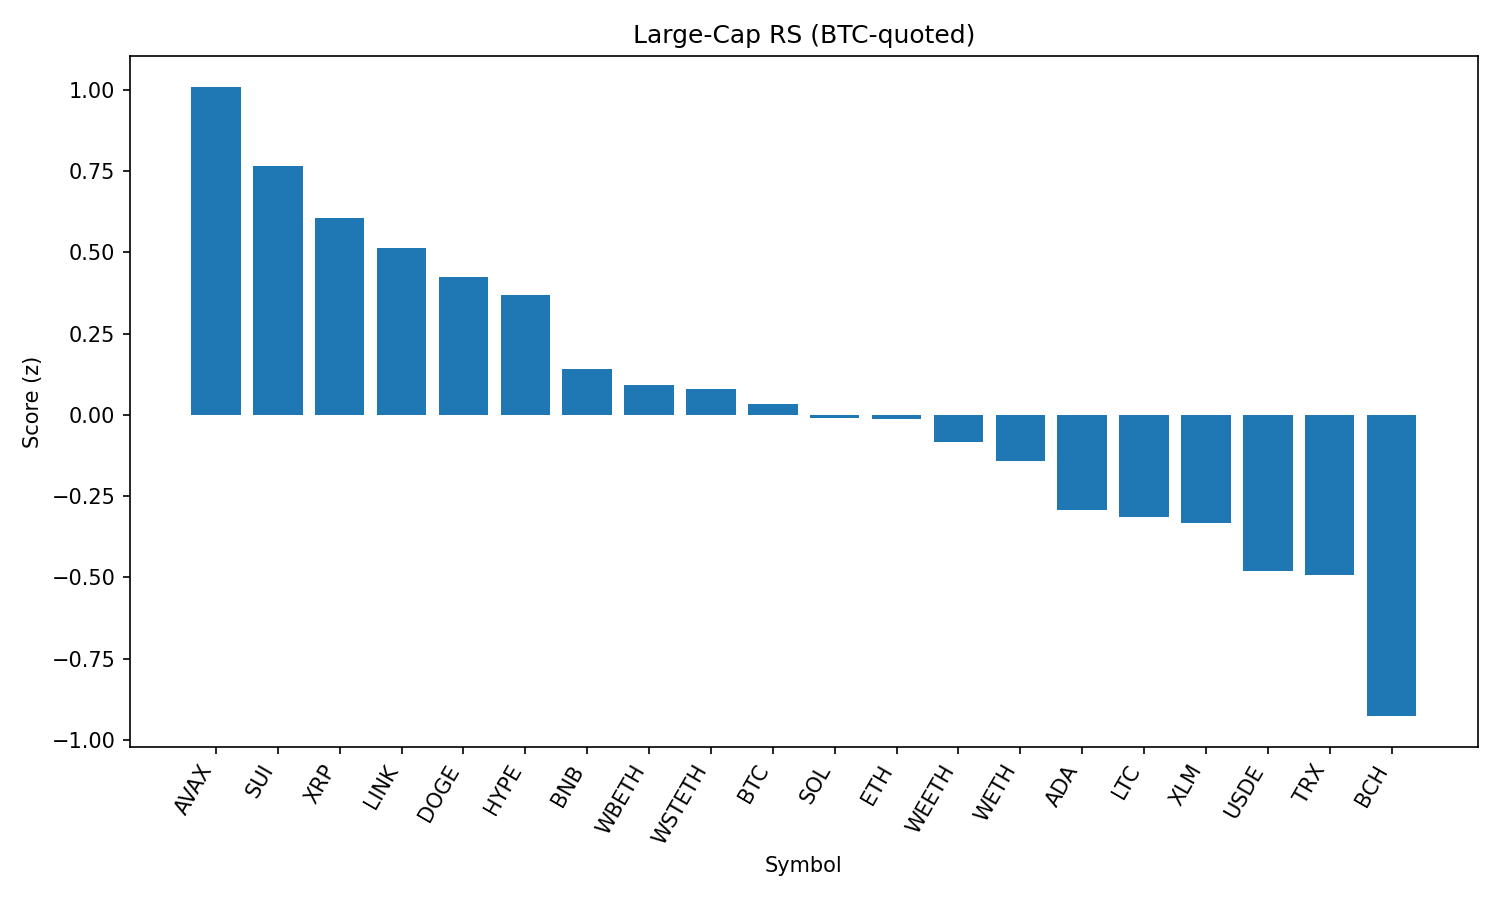 Large-Cap RS (BTC-quoted)
Score (z)
1.00
0.75
0.50
0.25
0.00
−0.25
−0.50
−0.75
−1.00
AVAX
SUI
XRP
LINK
DOGE
HYPE
BNB
WBETH
WSTETH
BTC
SOL
ETH
WEETH
WETH
ADA
LTC
XLM
USDE
TRX
BCH
Symbol